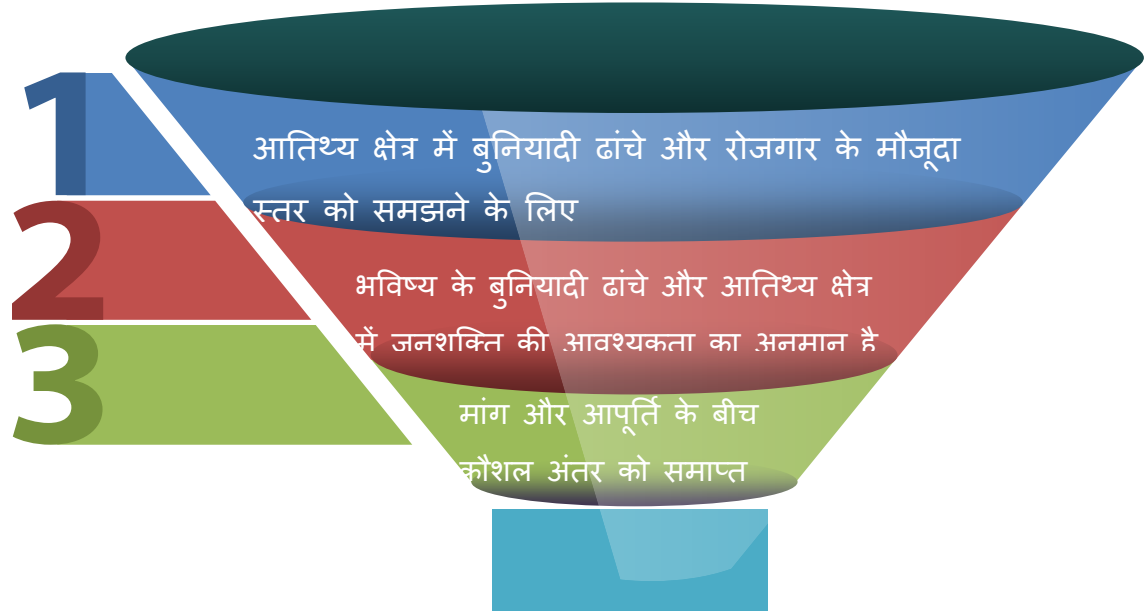 1
आतिथ्य क्षेत्र में बुनियादी ढांचे और रोजगार के मौजूदा
स्तर को समझने के लिए
2
भविष्य के बुनियादी ढांचे और आतिथ्य क्षेत्र
में जनशक्ति की आवश्यकता का अनुमान है
3
मांग और आपूर्ति के बीच
कौशल अंतर को समाप्त